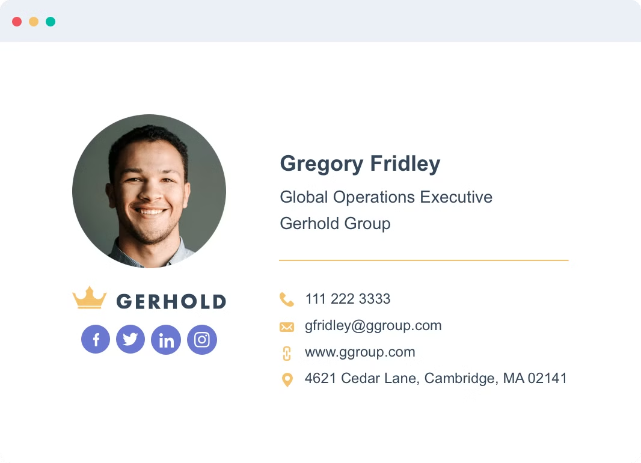 Gregory Fridley
Global Operations Executive
Gerhold Group
GERHOLD
111 222 3333
gfridley@ggroup.com
www.ggroup.com
4621 Cedar Lane, Cambridge, MA 02141